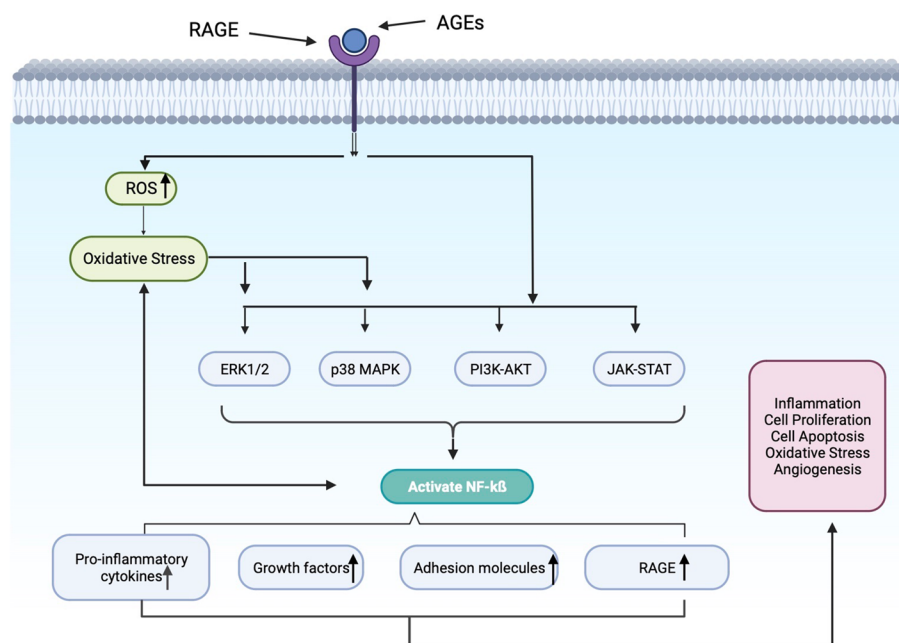 RAGE
AGEs
ROS
Oxidative Stress
ERK1/2
p38 MAPK
PI3K-AKT
JAK-STAT
Inflammation
Cell Proliferation
Cell Apoptosis
Oxidative Stress
Angiogenesis
Activate NF-kß
Pro-inflammatory
cytokines
Growth factors
Adhesion molecules
RAGE